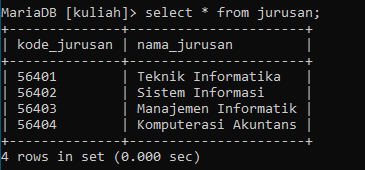 MariaDB [kuliah]> select * from jurusan;
+--------------+----------------------+
| kode_jurusan | nama_jurusan         |
+--------------+----------------------+
| 56401        | Teknik Informatika   |
| 56402        | Sistem Informasi     |
| 56403        | Manajemen Informatik |
| 56404        | Komputerasi Akuntans |
+--------------+----------------------+
4 rows in set (0.000 sec)